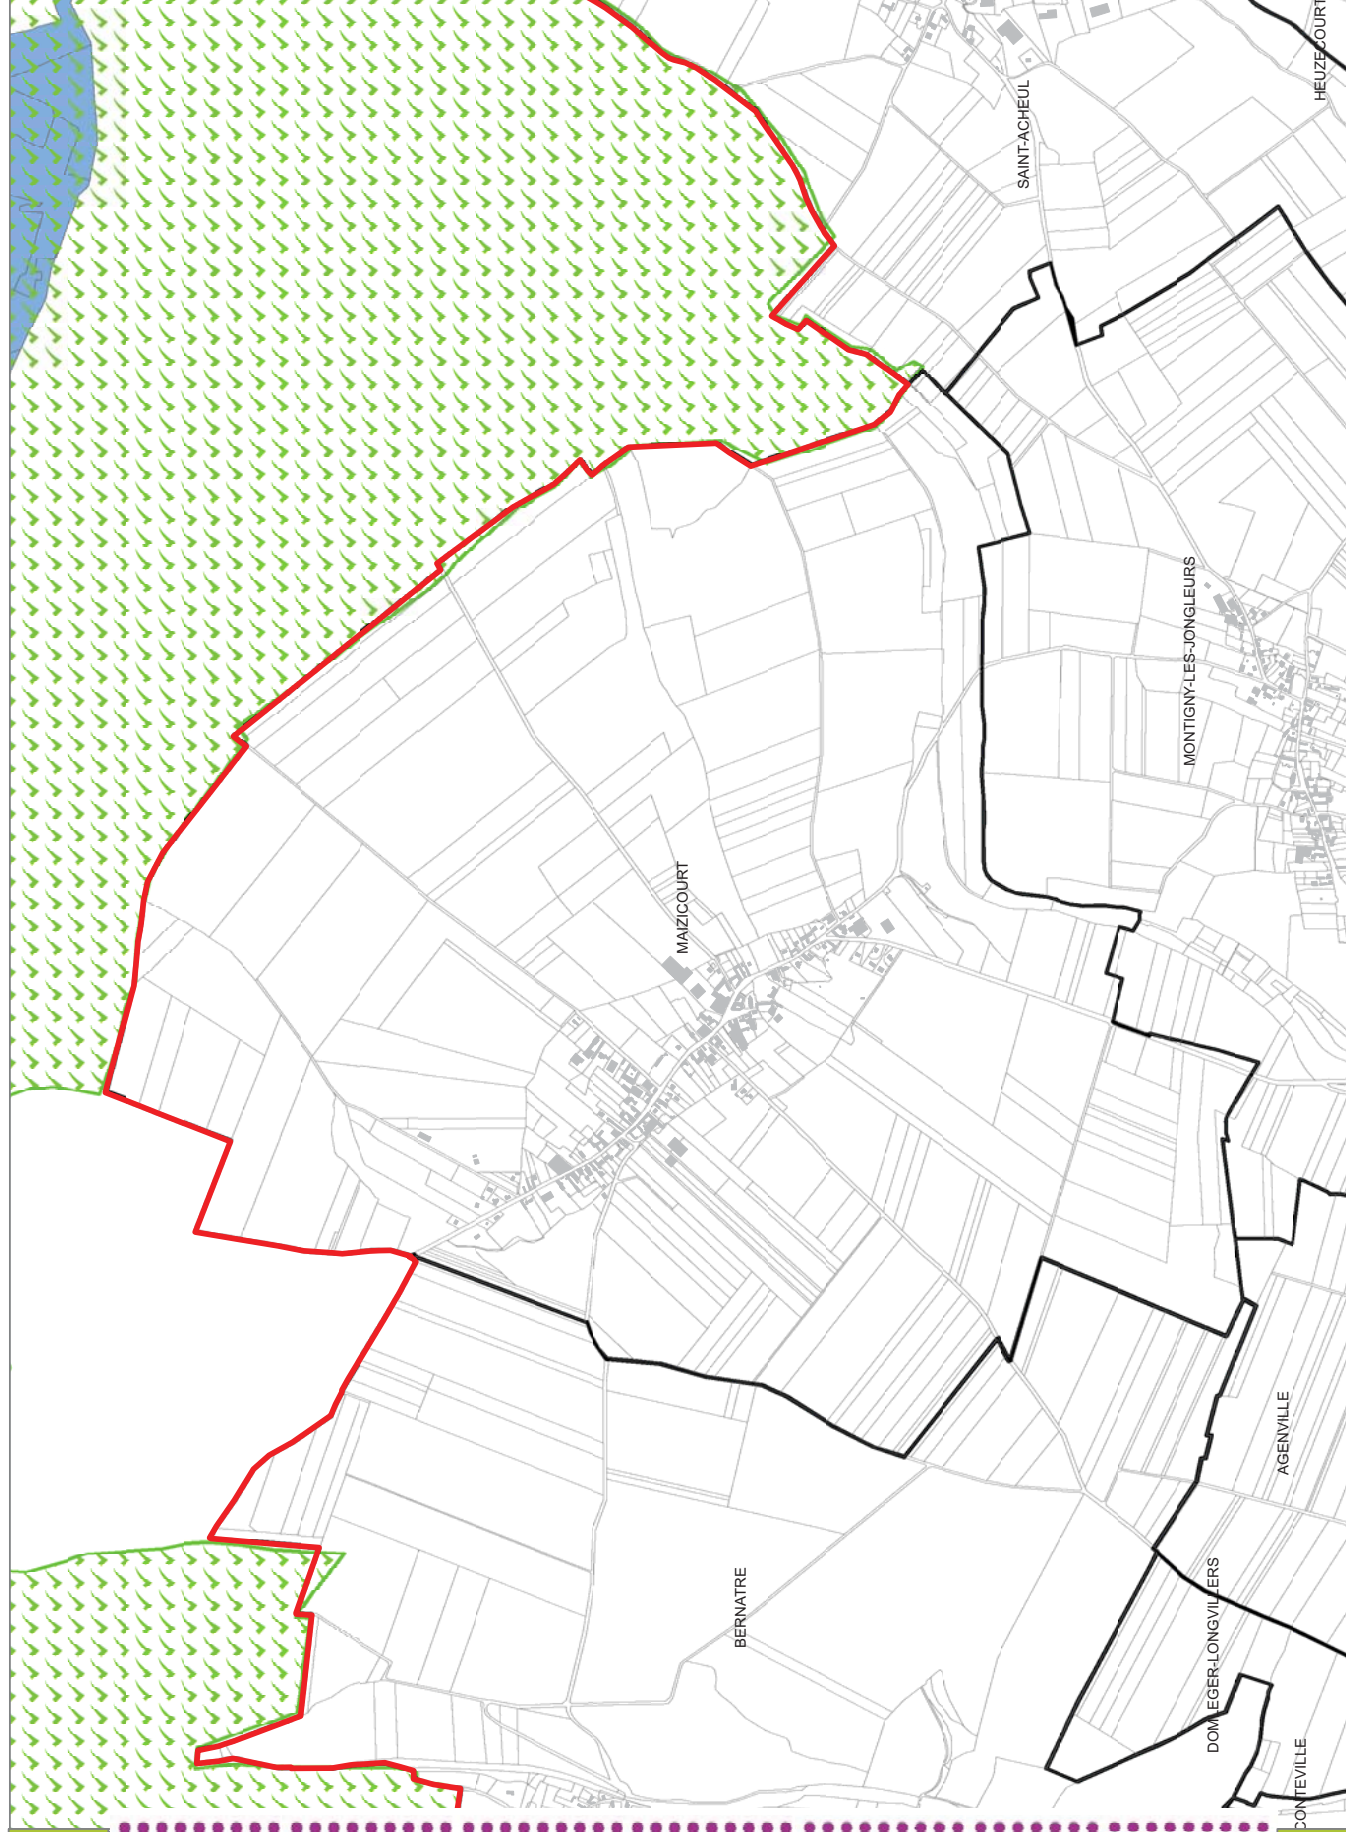 HEUZECOURT
SAINT-ACHEUL
MONTIGNY-LES-JONGLEURS
MAIZICOURT
AGENVILLE
BERNATRE
DOMLEGER-LONGVILLERS
CONTEVILLE